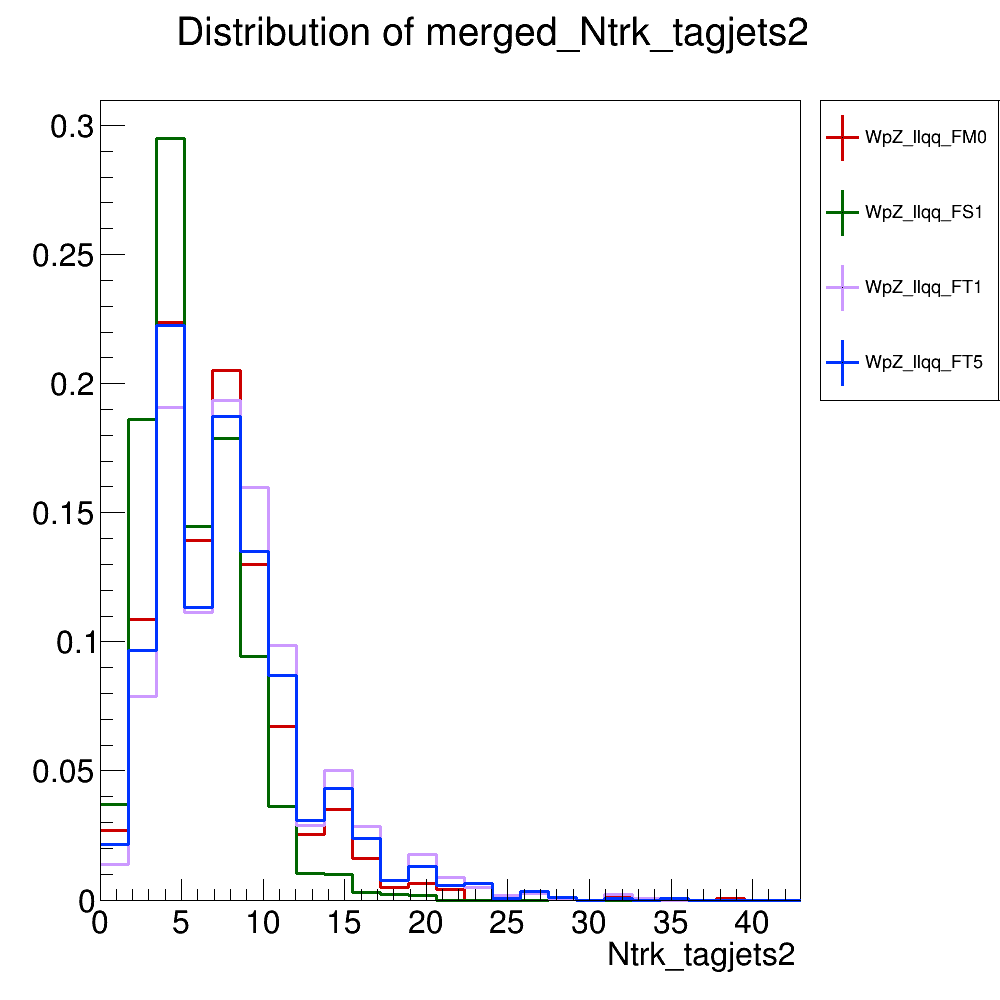 Distribution of merged_Ntrk_tagjets2
0.3
0.25
0.2
0.15
0.1
0.05
0
0 5 10 15 20 25 30 35 40
Ntrk_tagjets2
WpZ_llqq_FM0
WpZ_llqq_FS1
WpZ_llqq_FT1
WpZ_llqq_FT5